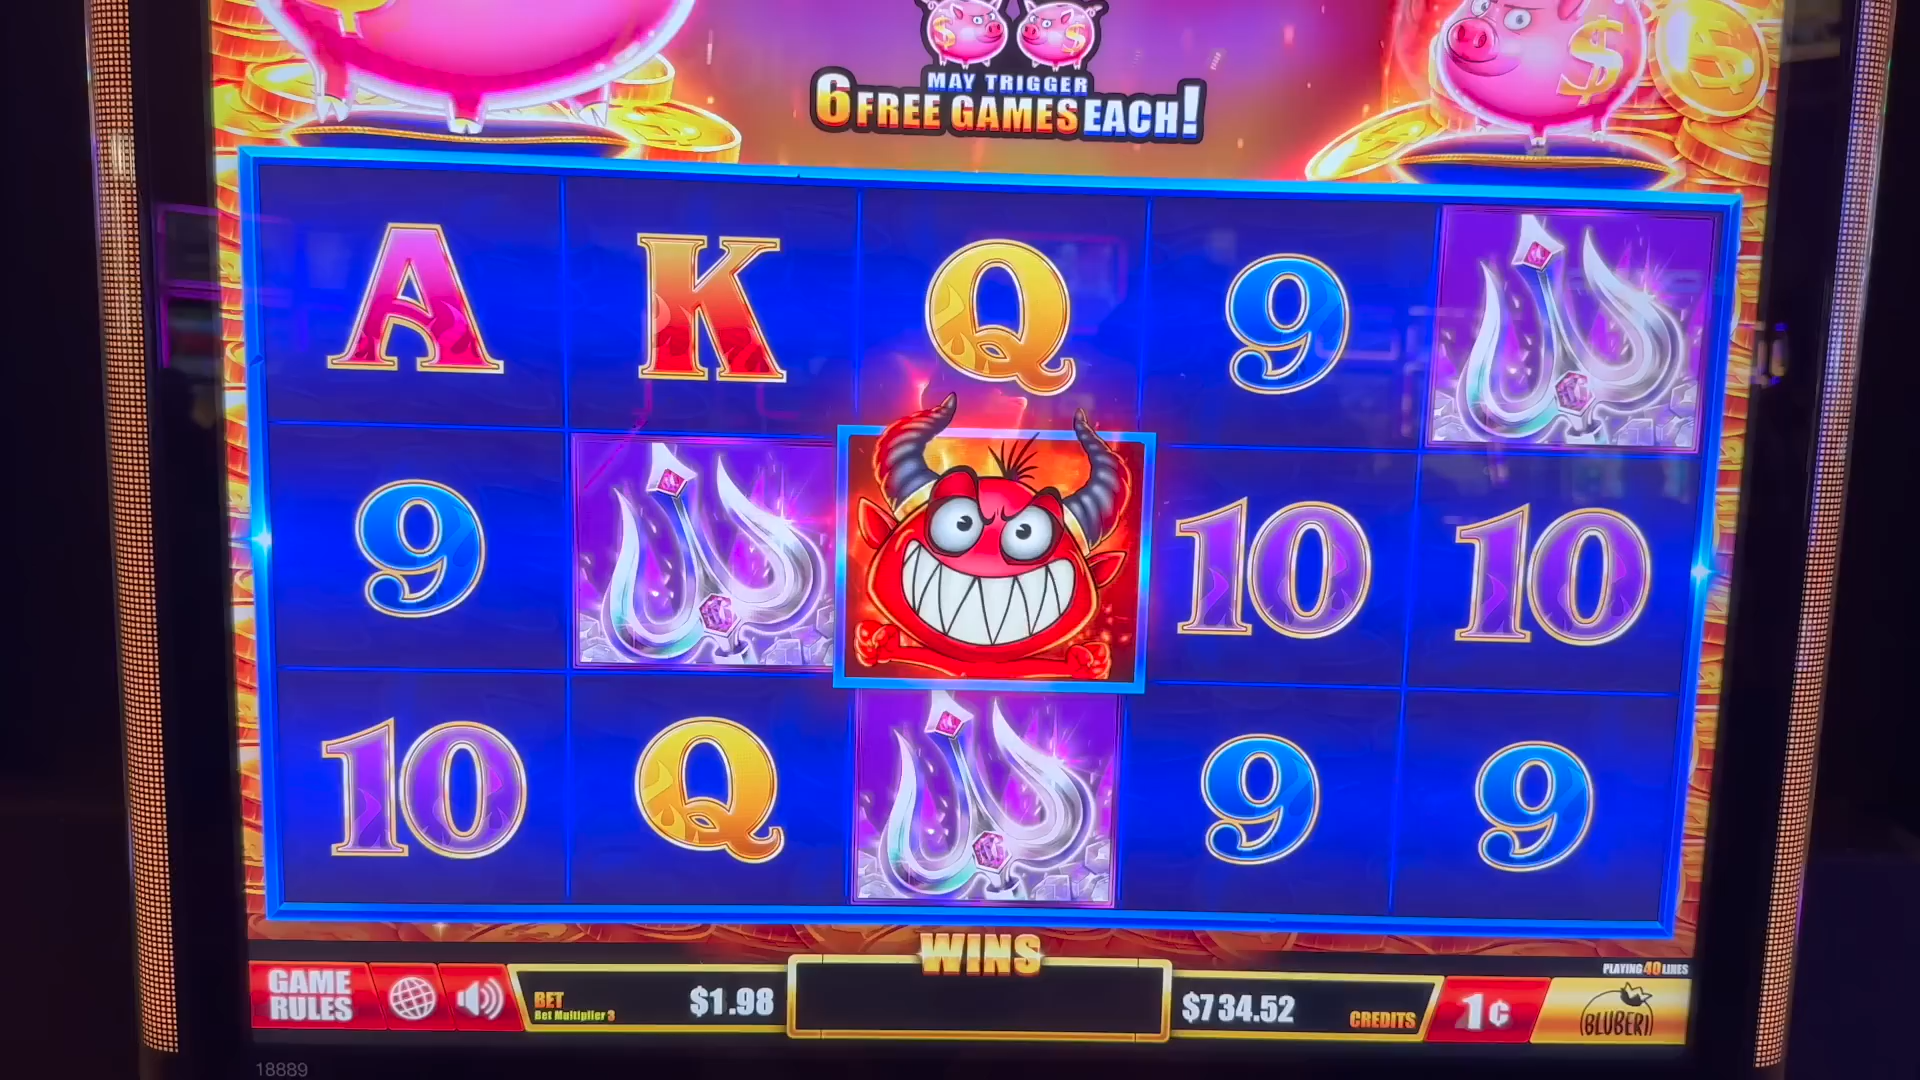 $ $ $
MAY TRIGGER
6 FREE GAMES EACH!
A K Q 9
9 10 10
10 Q 9 9
WINS
PLAYING 40 LINES
GAME RULES
BET $1.98
Bet Multiplier 3
$734.52 CREDITS
1¢
BLUBERI
18889